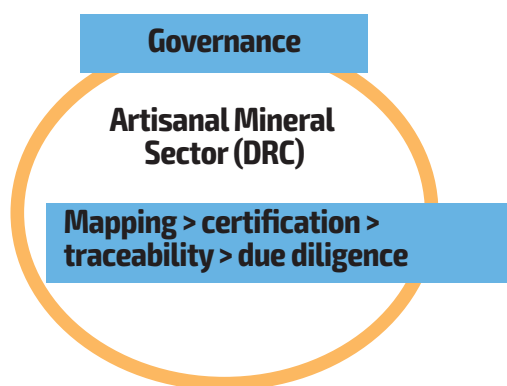 Governance
Artisanal Mineral
Sector (DRC)
Mapping > certification >
traceability > due diligence